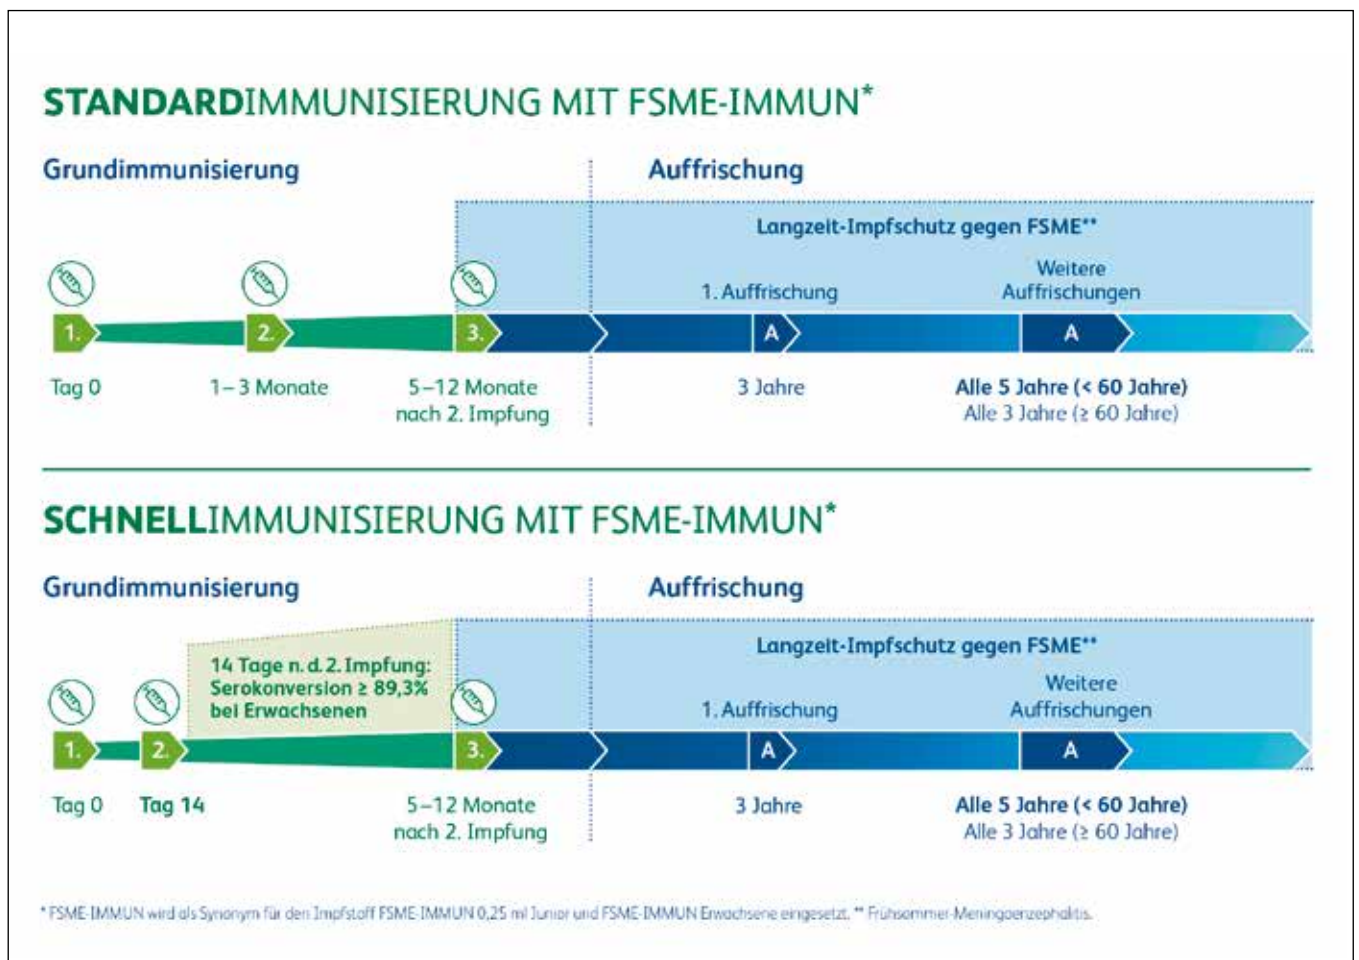 STANDARDIMMUNISIERUNG MIT FSME-IMMUN*
Grundimmunisierung
Auffrischung
Langzeit-Impfschutz gegen FSME**
1. Auffrischung
Weitere
Auffrischungen
1.
2.
3.
A
A
Tag 0
1–3 Monate
5–12 Monate
nach 2. Impfung
3 Jahre
Alle 5 Jahre (< 60 Jahre)
Alle 3 Jahre (≥ 60 Jahre)
SCHNELLIMMUNISIERUNG MIT FSME-IMMUN*
Grundimmunisierung
Auffrischung
14 Tage n. d. 2. Impfung:
Serokonversion ≥ 89,3%
bei Erwachsenen
Langzeit-Impfschutz gegen FSME**
1. Auffrischung
Weitere
Auffrischungen
1.
2.
3.
A
A
Tag 0
Tag 14
5–12 Monate
nach 2. Impfung
3 Jahre
Alle 5 Jahre (< 60 Jahre)
Alle 3 Jahre (≥ 60 Jahre)
* FSME-IMMUN wird als Synonym für den Impfstoff FSME-IMMUN 0,25 ml Junior und FSME-IMMUN Erwachsene eingesetzt. ** Frühsommer-Meningoenzephalitis.